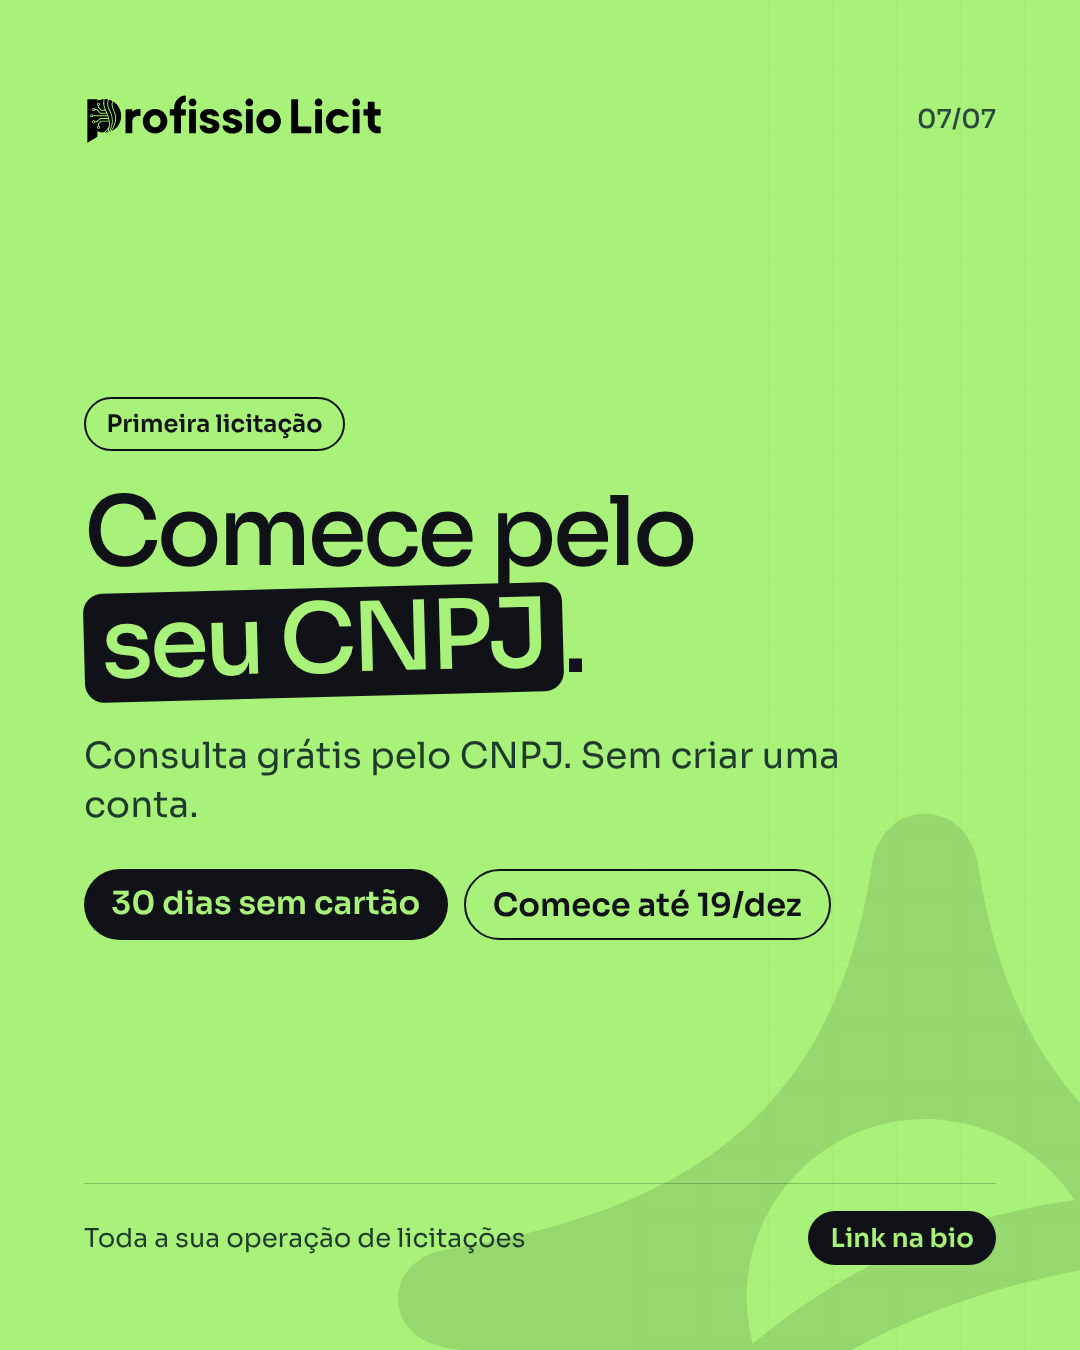 Profissio Licit
07/07
Primeira licitação
Comece pelo
seu CNPJ.
Consulta grátis pelo CNPJ. Sem criar uma
conta.
30 dias sem cartão
Comece até 19/dez
Toda a sua operação de licitações
Link na bio